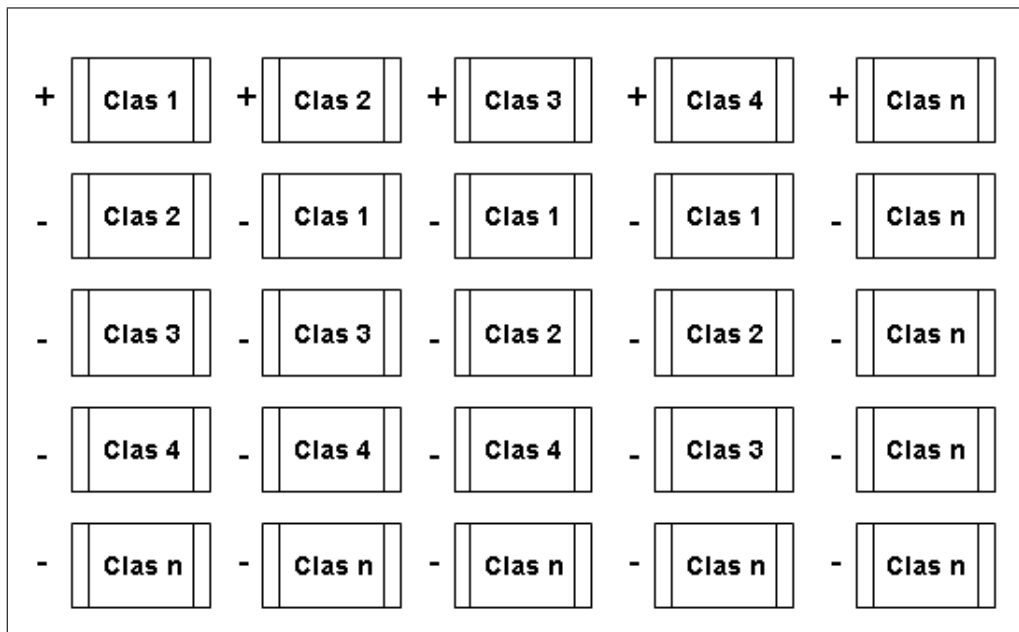 + Clas 1 + Clas 2 + Clas 3 + Clas 4 + Clas n
- Clas 2 - Clas 1 - Clas 1 - Clas 1 - Clas n
- Clas 3 - Clas 3 - Clas 2 - Clas 2 - Clas n
- Clas 4 - Clas 4 - Clas 4 - Clas 3 - Clas n
- Clas n - Clas n - Clas n - Clas n - Clas n